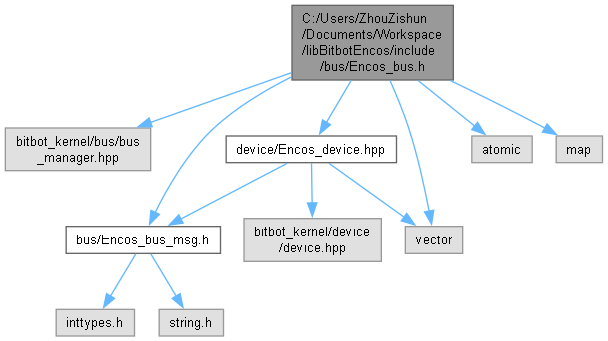 C:/Users/ZhouZishun
/Documents/Workspace
/libBitbotEncos/include
/bus/Encos_bus.h
bitbot_kernel/bus/bus
_manager.hpp
device/Encos_device.hpp
atomic
map
bus/Encos_bus_msg.h
bitbot_kernel/device
/device.hpp
vector
inttypes.h
string.h